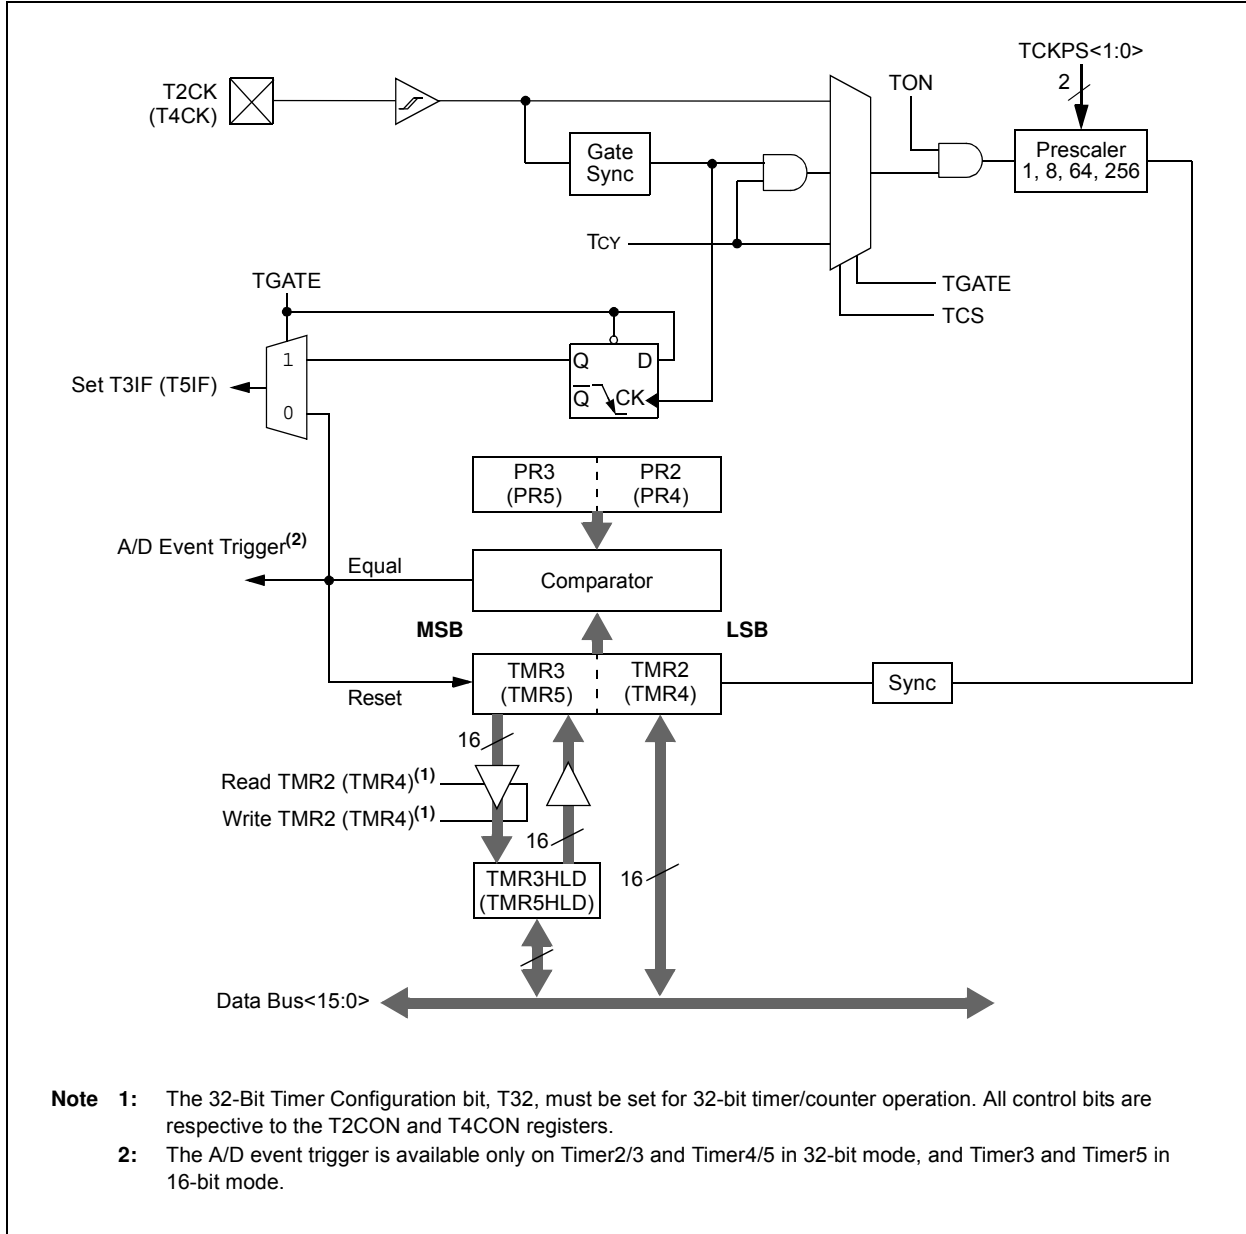 TCKPS<1:0>
2
T2CK
(T4CK)
TON
Gate
Sync
Prescaler
1, 8, 64, 256
TCY
TGATE
TCS
TGATE
1
0
Set T3IF (T5IF)
Q
D
Q
CK
PR3
(PR5)
PR2
(PR4)
A/D Event Trigger(2)
Equal
Comparator
MSB
LSB
TMR3
(TMR5)
TMR2
(TMR4)
Sync
Reset
16
Read TMR2 (TMR4)(1)
Write TMR2 (TMR4)(1)
16
16
TMR3HLD
(TMR5HLD)
Data Bus<15:0>
Note 1: The 32-Bit Timer Configuration bit, T32, must be set for 32-bit timer/counter operation. All control bits are
respective to the T2CON and T4CON registers.
2: The A/D event trigger is available only on Timer2/3 and Timer4/5 in 32-bit mode, and Timer3 and Timer5 in
16-bit mode.